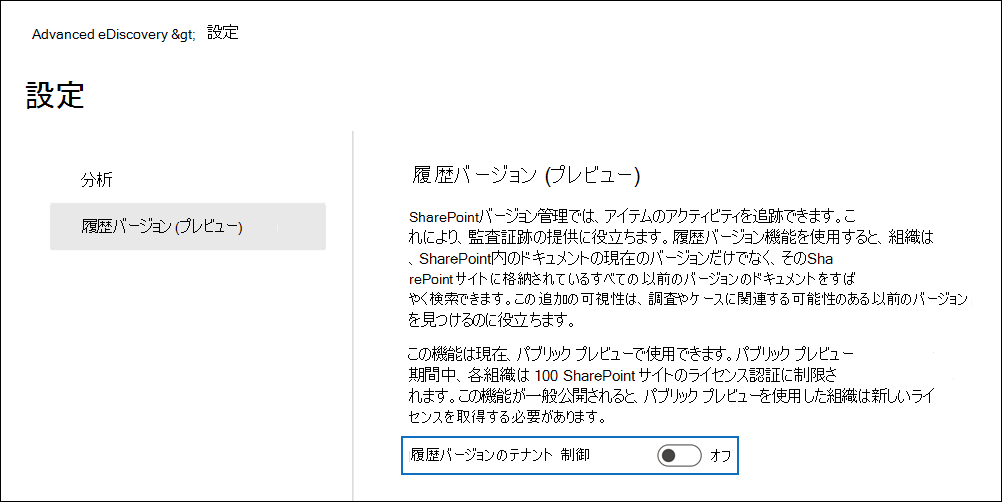 Advanced eDiscovery &gt; 設定
設定
分析
履歴バージョン (プレビュー)
履歴バージョン (プレビュー)
SharePointバージョン管理では、アイテムのアクティビティを追跡できます。こ
れにより、監査証跡の提供に役立ちます。履歴バージョン機能を使用すると、組織は
、SharePoint内のドキュメントの現在のバージョンだけでなく、そのSha
rePointサイトに格納されているすべての以前のバージョンのドキュメントをすば
やく検索できます。この追加の可視性は、調査やケースに関連する可能性のある以前のバージョン
を見つけるのに役立ちます。
この機能は現在、パブリック プレビューで使用できます。パブリック プレビュー
期間中、各組織は 100 SharePoint サイトのライセンス認証に制限さ
れます。この機能が一般公開されると、パブリック プレビューを使用した組織は新しいライ
センスを取得する必要があります。
履歴バージョンのテナント 制御 オフ